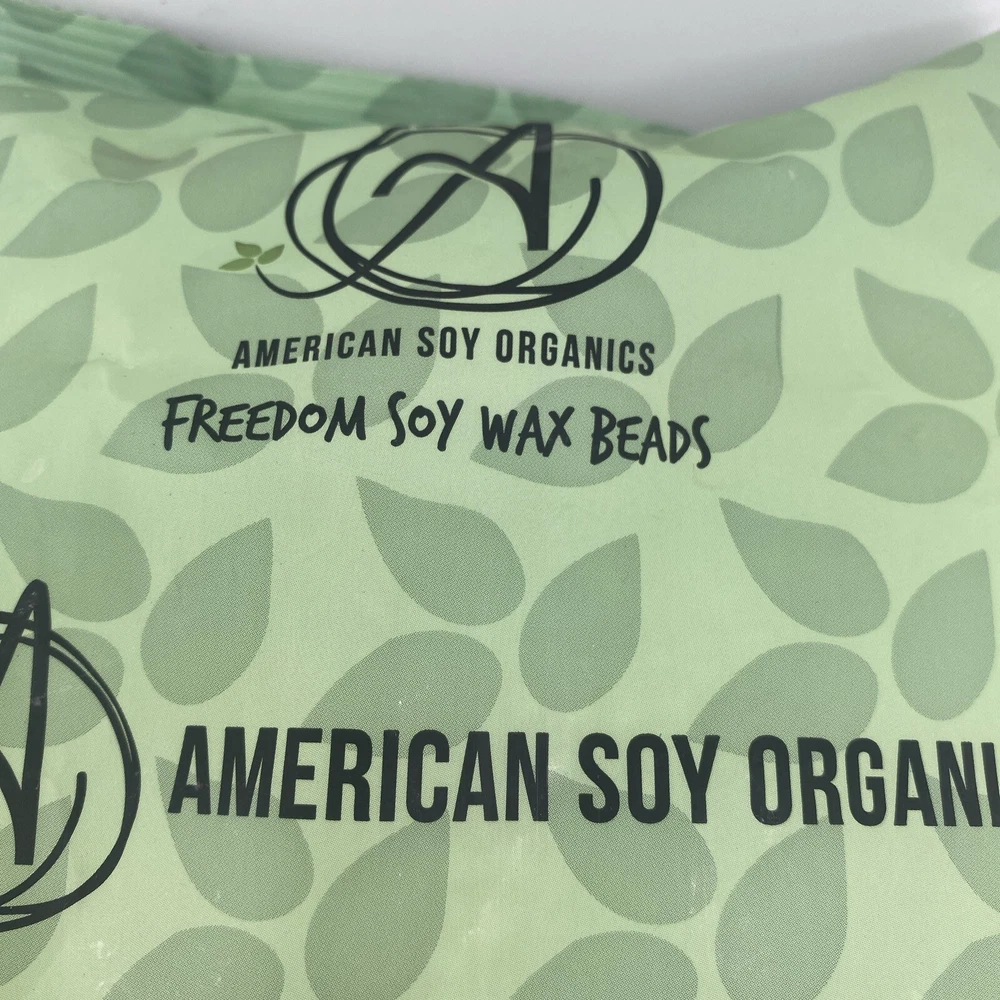 A
AMERICAN SOY ORGANICS
FREEDOM SOY WAX BEADS
AMERICAN SOY ORGANI